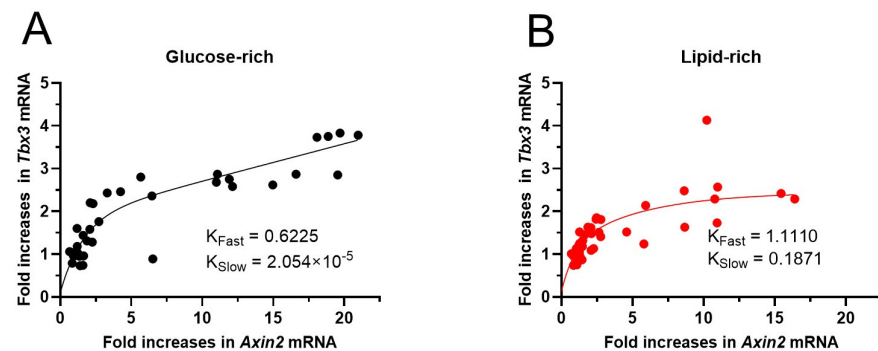 A
Glucose-rich
Fold increases in Tbx3 mRNA
5
4
3
2
1
0
K_Fast = 0.6225
K_Slow = 2.054×10^-5
0 5 10 15 20
Fold increases in Axin2 mRNA
B
Lipid-rich
Fold increases in Tbx3 mRNA
5
4
3
2
1
0
K_Fast = 1.1110
K_Slow = 0.1871
0 5 10 15 20
Fold increases in Axin2 mRNA